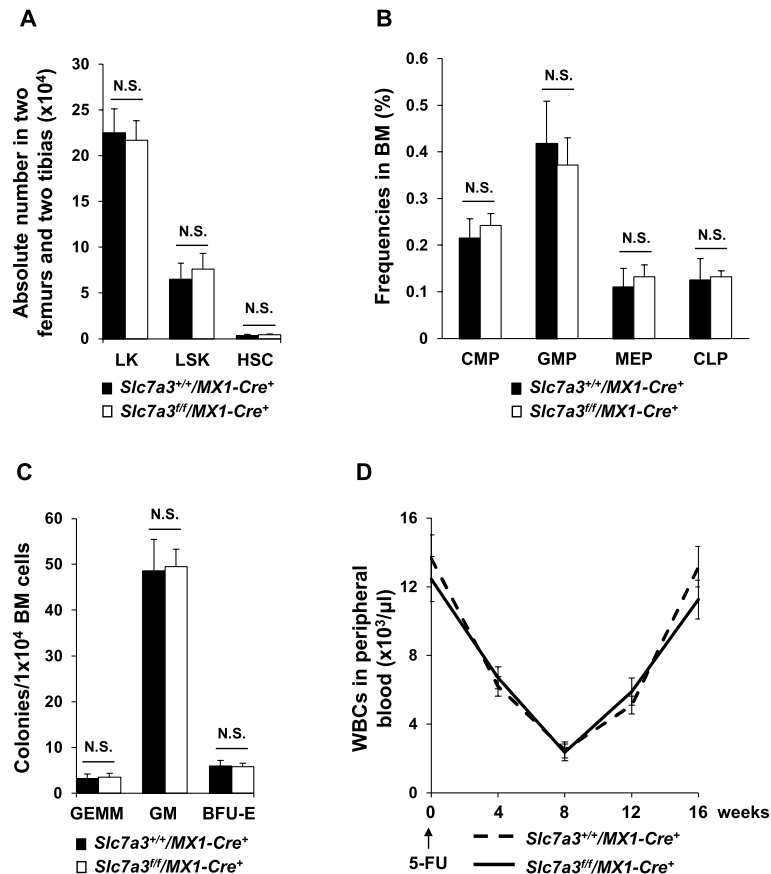 A
Absolute number in two
femurs and two tibias (x10⁴)
30
25
20
15
10
5
0
N.S.
N.S.
N.S.
LK LSK HSC
Slc7a3+/+/MX1-Cre+
Slc7a3f/f/MX1-Cre+
B
Frequencies in BM (%)
0.6
0.5
0.4
0.3
0.2
0.1
0
N.S.
N.S.
N.S.
N.S.
CMP GMP MEP CLP
Slc7a3+/+/MX1-Cre+
Slc7a3f/f/MX1-Cre+
C
Colonies/1x10⁴ BM cells
60
50
40
30
20
10
0
N.S.
N.S.
N.S.
GEMM GM BFU-E
Slc7a3+/+/MX1-Cre+
Slc7a3f/f/MX1-Cre+
D
WBCs in peripheral
blood (x10³/µl)
16
12
8
4
0
0 4 8 12 16 weeks
5-FU
Slc7a3+/+/MX1-Cre+
Slc7a3f/f/MX1-Cre+